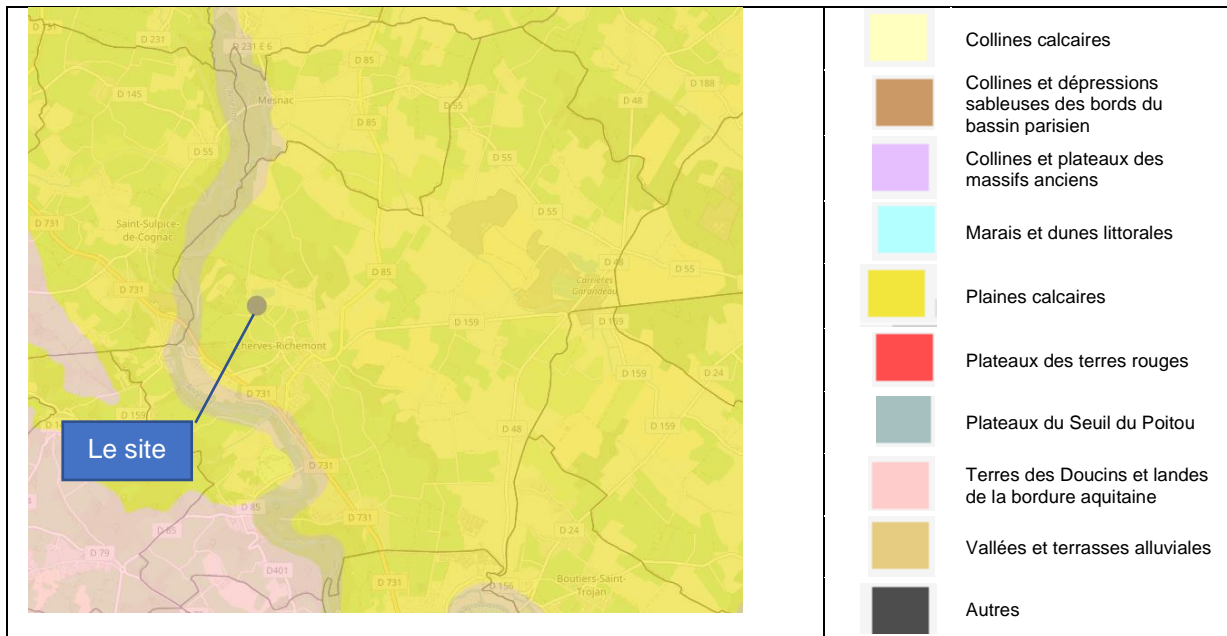 D 731
D 231
D 231 E 6
D 85
D 188
D 145
Mesnac
D 55
D 48
D 85
D 55
D 55
D 731
Saint-Sulpice-
de-Cognac
D 55
D 85
D 48
D 55
D 731
Carrières
Garandeau
D 159
D 159
herves-Richemont
D 24
D 731
D 159
D 159
D 48
D 159
Le site
D 731
D 85
D 85
D 731
D 24
D 79
D401
D 731
D 156
Boutiers-Saint-
Trojan
Collines calcaires
Collines et dépressions
sableuses des bords du
bassin parisien
Collines et plateaux des
massifs anciens
Marais et dunes littorales
Plaines calcaires
Plateaux des terres rouges
Plateaux du Seuil du Poitou
Terres des Doucins et landes
de la bordure aquitaine
Vallées et terrasses alluviales
Autres